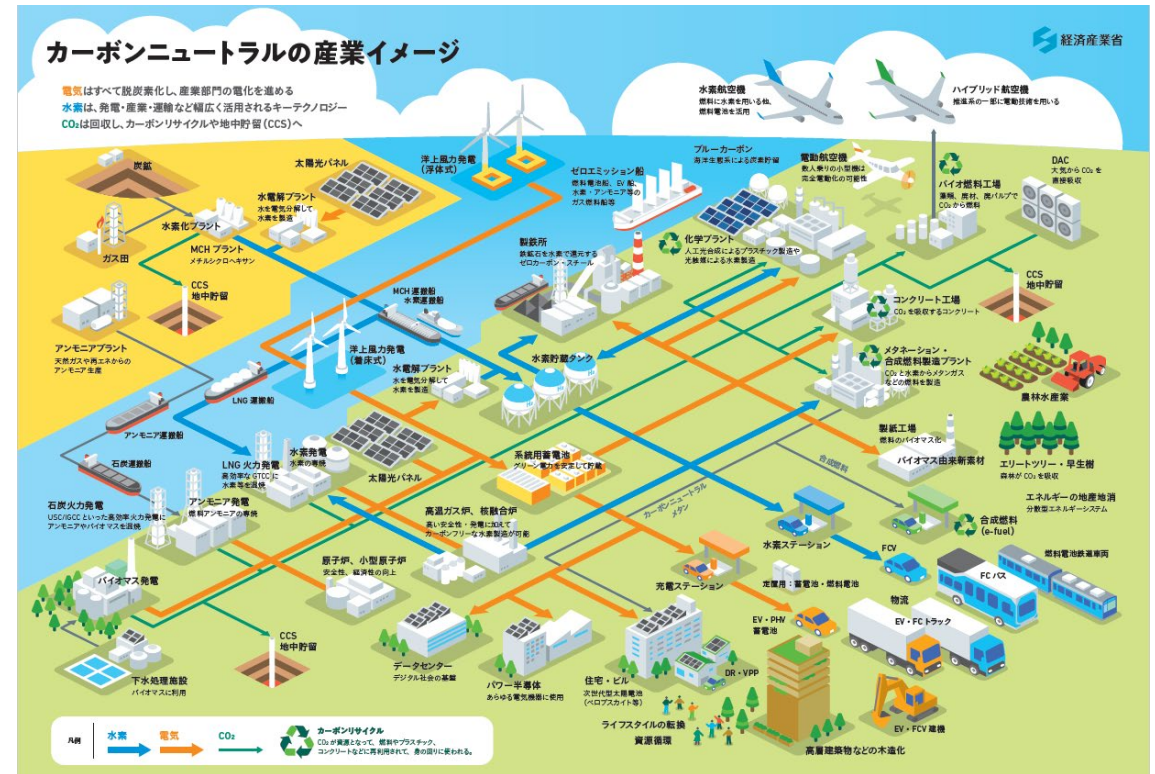 カーボンニュートラルの産業イメージ
経済産業省
電気はすべて脱炭素化し、産業部門の電化を進める
水素は、発電・産業・運輸など幅広く活用されるキーテクノロジー
CO₂は回収し、カーボンリサイクルや地中貯留(CCS)へ
水素航空機
燃料に水素を用いる他、
燃料電池を活用
ハイブリッド航空機
推進系の一部に電動技術を用いる
炭鉱
太陽光パネル
洋上風力発電
(浮体式)
ブルーカーボン
海洋生態系による炭素貯留
電動航空機
数人乗りの小型機は
完全電動化の可能性
ゼロエミッション船
燃料電池船、EV船、
水素・アンモニア等の
ガス燃料船等
バイオ燃料工場
藻類、廃材、廃パルプで
CO₂から燃料
DAC
大気からCO₂を
直接吸収
水電解プラント
水を電気分解して
水素を製造
水素化プラント
ガス田
MCHプラント
メチルシクロヘキサン
製鉄所
鉄鉱石を水素で還元する
ゼロカーボン・スチール
化学プラント
人工光合成によるプラスチック製造や
光触媒による水素製造
CCS
地中貯留
MCH運搬船
水素運搬船
CCS
地中貯留
コンクリート工場
CO₂を吸収するコンクリート
アンモニアプラント
天然ガスや再エネからの
アンモニア生産
洋上風力発電
(着床式)
水電解プラント
水を電気分解して
水素を製造
水素貯蔵タンク
メタネーション・
合成燃料製造プラント
CO₂と水素からメタンガス
などの燃料を製造
農林水産業
LNG運搬船
アンモニア運搬船
製紙工場
燃料のバイオマス化
バイオマス由来新素材
エリートツリー・早生樹
森林がCO₂を吸収
石炭運搬船
LNG火力発電
高効率なGTCCに
水素等を混焼
水素発電
水素の専焼
太陽光パネル
系統用蓄電池
グリーン電力を安定して貯蔵
合成燃料
石炭火力発電
USC/IGCCといった高効率火力発電に
アンモニアやバイオマスを混焼
アンモニア発電
燃料アンモニアの専焼
高温ガス炉、核融合炉
高い安全性・発電に加えて
カーボンフリーな水素製造が可能
カーボンニュートラル
メタン
エネルギーの地産地消
分散型エネルギーシステム
水素ステーション
合成燃料
(e-fuel)
バイオマス発電
原子炉、小型原子炉
安全性、経済性の向上
充電ステーション
定置用:蓄電池・燃料電池
FCV
FCバス
燃料電池鉄道車両
EV・PHV
蓄電池
物流
EV・FCトラック
CCS
地中貯留
下水処理施設
バイオマスに利用
データセンター
デジタル社会の基盤
パワー半導体
あらゆる電気機器に使用
住宅・ビル
次世代型太陽電池
(ペロブスカイト等)
DR・VPP
ライフスタイルの転換
資源循環
高層建築物などの木造化
EV・FCV建機
凡例
水素
電気
CO₂
カーボンリサイクル
CO₂が資源となって、燃料やプラスチック、
コンクリートなどに再利用されて、身の回りに使われる。